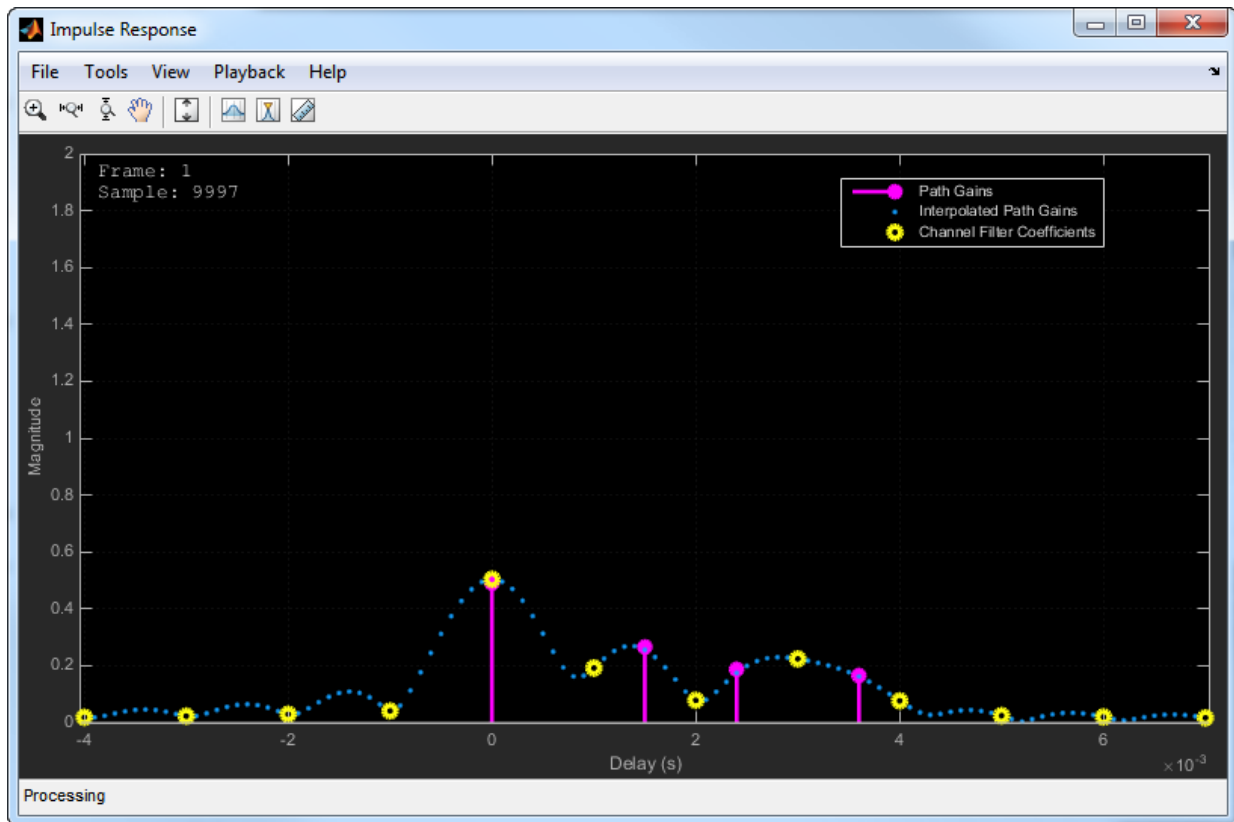 Impulse Response
File Tools View Playback Help
Frame: 1
Sample: 9997
Path Gains
Interpolated Path Gains
Channel Filter Coefficients
2
1.8
1.6
1.4
1.2
1
0.8
0.6
0.4
0.2
0
Magnitude
-4 -2 0 2 4 6
Delay (s)
×10^-3
Processing